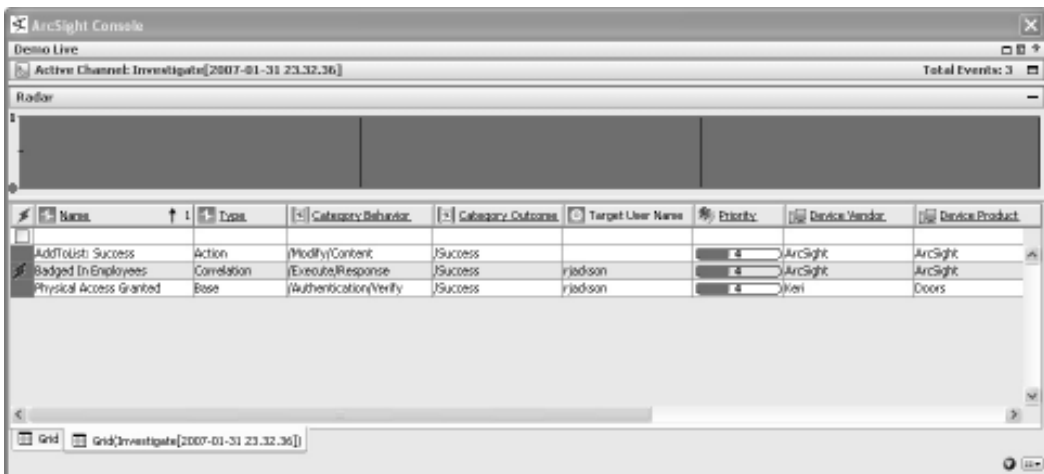 ArcSight Console
Demo Live
Active Channel: Investigate[2007-01-31 23.32.36] Total Events: 3
Radar
1
0
Name 1 Type Category Behavior Category Outcome Target User Name Priority Device Vendor Device Product
AddToList: Success Action /Modify/Content /Success 4 ArcSight ArcSight
Badged In Employees Correlation /Execute/Response /Success rjackson 4 ArcSight ArcSight
Physical Access Granted Base /Authentication/Verify /Success rjackson 4 Keri Doors
Grid Grid(Investigate[2007-01-31 23.32.36])